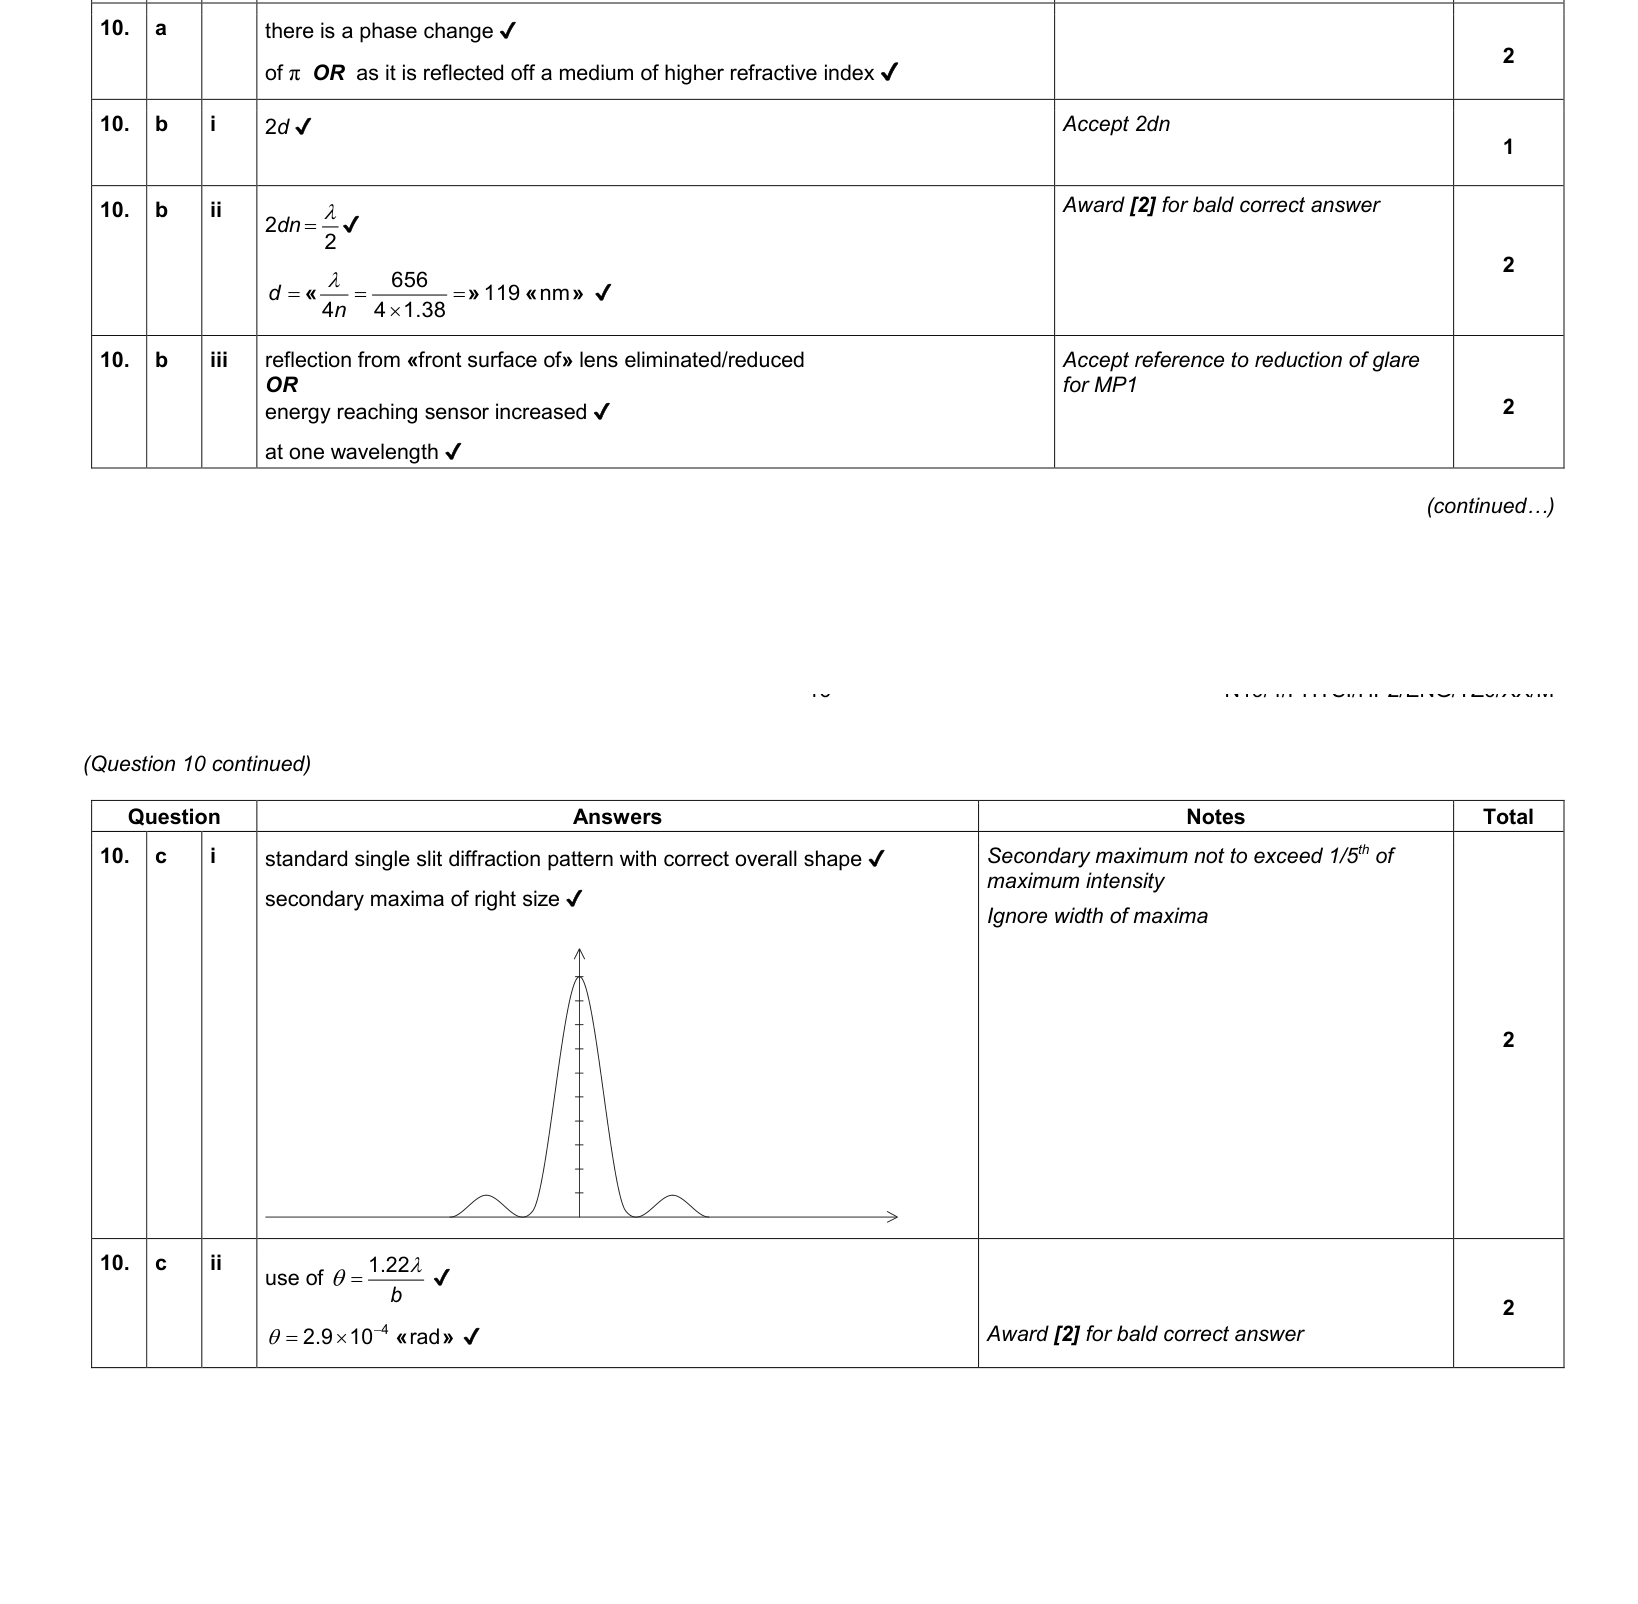 10. a there is a phase change ✓
of π OR as it is reflected off a medium of higher refractive index ✓
2
10. b i 2d ✓ Accept 2dn 1
10. b ii 2dn = λ/2 ✓ Award [2] for bald correct answer
d = «λ/4n = 656/(4×1.38) =» 119 «nm» ✓
2
10. b iii reflection from «front surface of» lens eliminated/reduced Accept reference to reduction of glare
OR for MP1
energy reaching sensor increased ✓
2
at one wavelength ✓
(continued…)
(Question 10 continued)
Question Answers Notes Total
10. c i standard single slit diffraction pattern with correct overall shape ✓ Secondary maximum not to exceed 1/5th of
maximum intensity
secondary maxima of right size ✓ Ignore width of maxima
2
10. c ii use of θ = 1.22λ/b ✓
2
θ = 2.9×10⁻⁴ «rad» ✓ Award [2] for bald correct answer